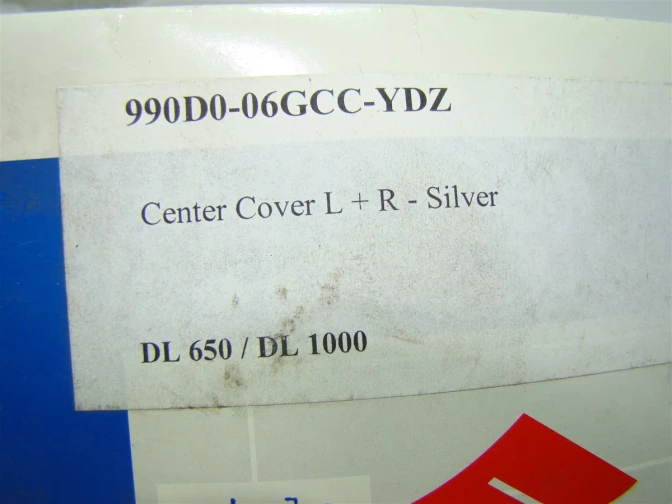 990D0-06GCC-YDZ
Center Cover L + R - Silver
DL 650 / DL 1000